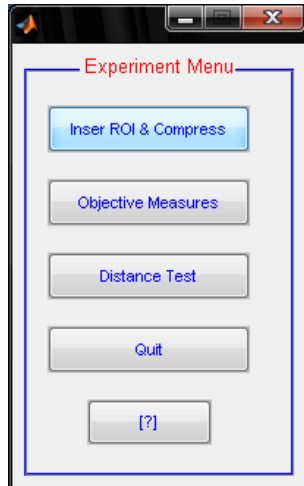 Experiment Menu
Inser ROI & Compress
Objective Measures
Distance Test
Quit
[?]